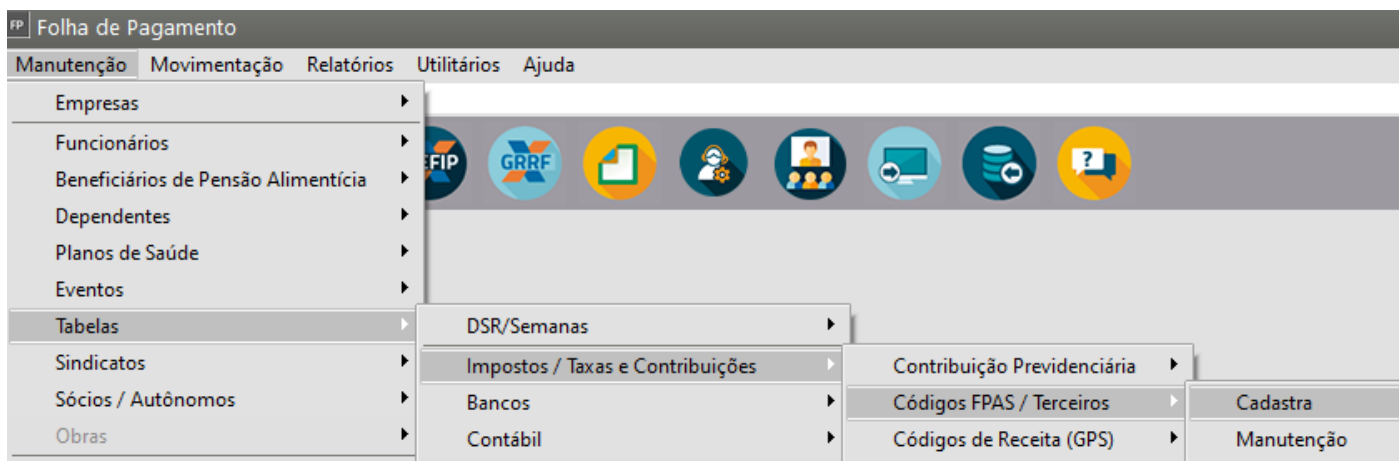 FP Folha de Pagamento
Manutenção Movimentação Relatórios Utilitários Ajuda
Empresas
Funcionários
Beneficiários de Pensão Alimentícia
Dependentes
Planos de Saúde
Eventos
Tabelas
Sindicatos
Sócios / Autônomos
Obras
GRRF
?
DSR/Semanas
Impostos / Taxas e Contribuições
Bancos
Contábil
Contribuição Previdenciária
Códigos FPAS / Terceiros
Códigos de Receita (GPS)
Cadastra
Manutenção